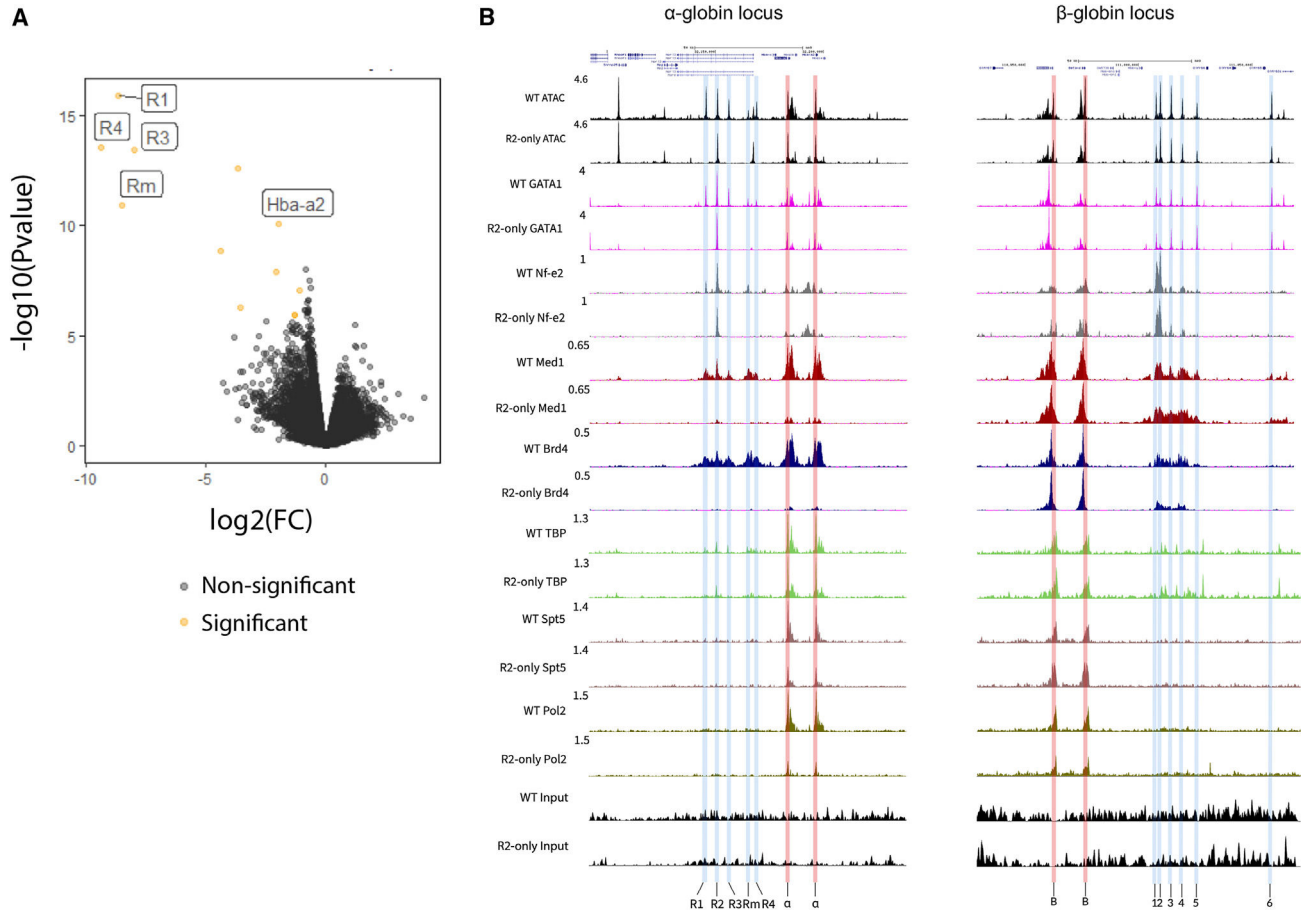 A
R1
R4
R3
Rm
Hba-a2
15
10
5
0
-10
-5
0
-log10(Pvalue)
log2(FC)
Non-significant
Significant
B
α-globin locus
β-globin locus
4.6
WT ATAC
4.6
R2-only ATAC
4
WT GATA1
4
R2-only GATA1
1
WT Nf-e2
1
R2-only Nf-e2
0.65
WT Med1
0.65
R2-only Med1
0.5
WT Brd4
0.5
R2-only Brd4
1.3
WT TBP
1.3
R2-only TBP
1.4
WT Spt5
1.4
R2-only Spt5
1.5
WT Pol2
1.5
R2-only Pol2
WT Input
R2-only Input
R1 R2 R3 Rm R4 α α
B B 1 2 3 4 5 6